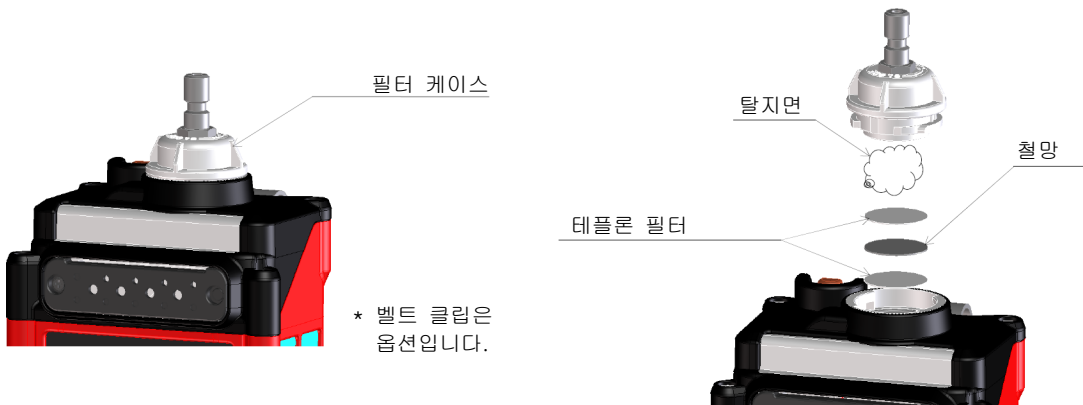 필터 케이스
* 벨트 클립은
옵션입니다.
탈지면
철망
테플론 필터